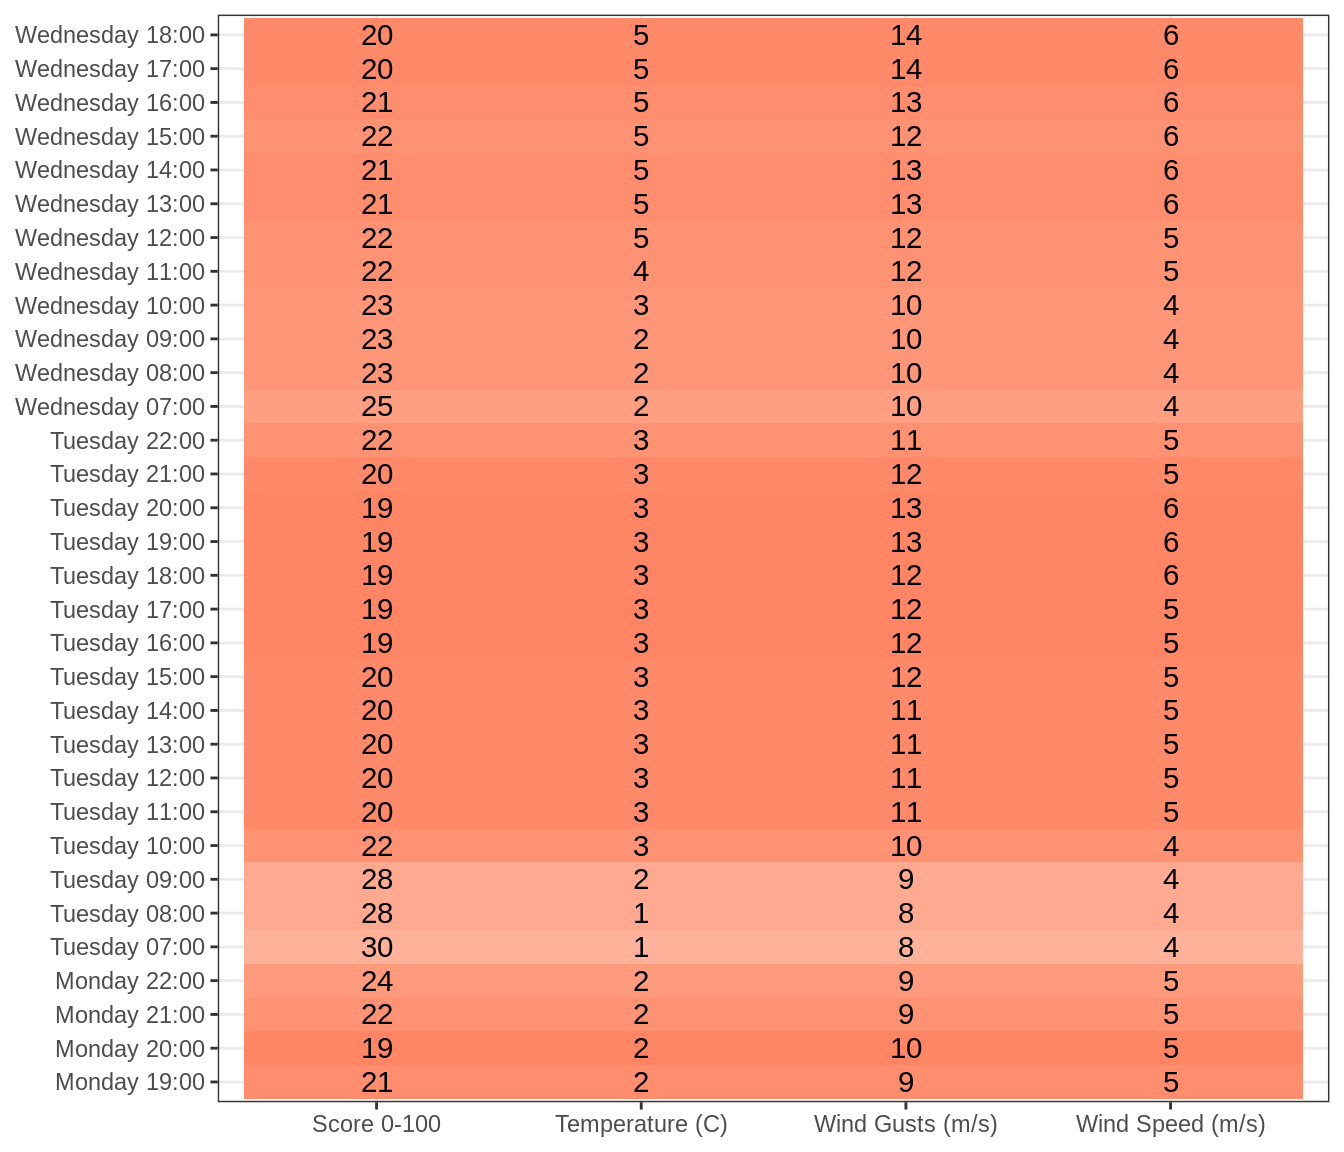 Wednesday 18:00 20 5 14 6
Wednesday 17:00 20 5 14 6
Wednesday 16:00 21 5 13 6
Wednesday 15:00 22 5 12 6
Wednesday 14:00 21 5 13 6
Wednesday 13:00 21 5 13 6
Wednesday 12:00 22 5 12 5
Wednesday 11:00 22 4 12 5
Wednesday 10:00 23 3 10 4
Wednesday 09:00 23 2 10 4
Wednesday 08:00 23 2 10 4
Wednesday 07:00 25 2 10 4
Tuesday 22:00 22 3 11 5
Tuesday 21:00 20 3 12 5
Tuesday 20:00 19 3 13 6
Tuesday 19:00 19 3 13 6
Tuesday 18:00 19 3 12 6
Tuesday 17:00 19 3 12 5
Tuesday 16:00 19 3 12 5
Tuesday 15:00 20 3 12 5
Tuesday 14:00 20 3 11 5
Tuesday 13:00 20 3 11 5
Tuesday 12:00 20 3 11 5
Tuesday 11:00 20 3 11 5
Tuesday 10:00 22 3 10 4
Tuesday 09:00 28 2 9 4
Tuesday 08:00 28 1 8 4
Tuesday 07:00 30 1 8 4
Monday 22:00 24 2 9 5
Monday 21:00 22 2 9 5
Monday 20:00 19 2 10 5
Monday 19:00 21 2 9 5
Score 0-100 Temperature (C) Wind Gusts (m/s) Wind Speed (m/s)